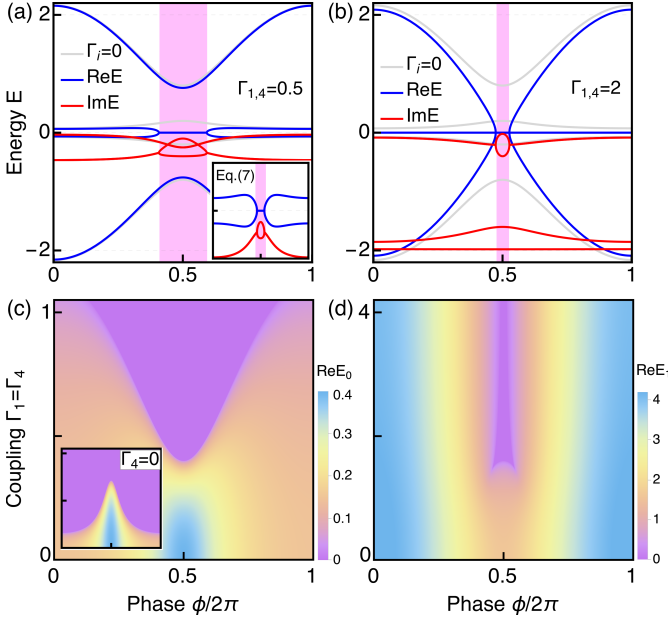 (a)
(b)
2
0
−2
Energy E
Γᵢ=0
ReE
ImE
Γ₁,₄=0.5
Eq.(7)
0
0.5
1
2
0
−2
Γᵢ=0
ReE
ImE
Γ₁,₄=2
0
0.5
1
(c)
(d)
1
0
Coupling Γ₁=Γ₄
Γ₄=0
0
0.5
1
Phase ϕ/2π
ReE₀
0.4
0.3
0.2
0.1
0
4
0
0
0.5
1
Phase ϕ/2π
4
3
2
1
0